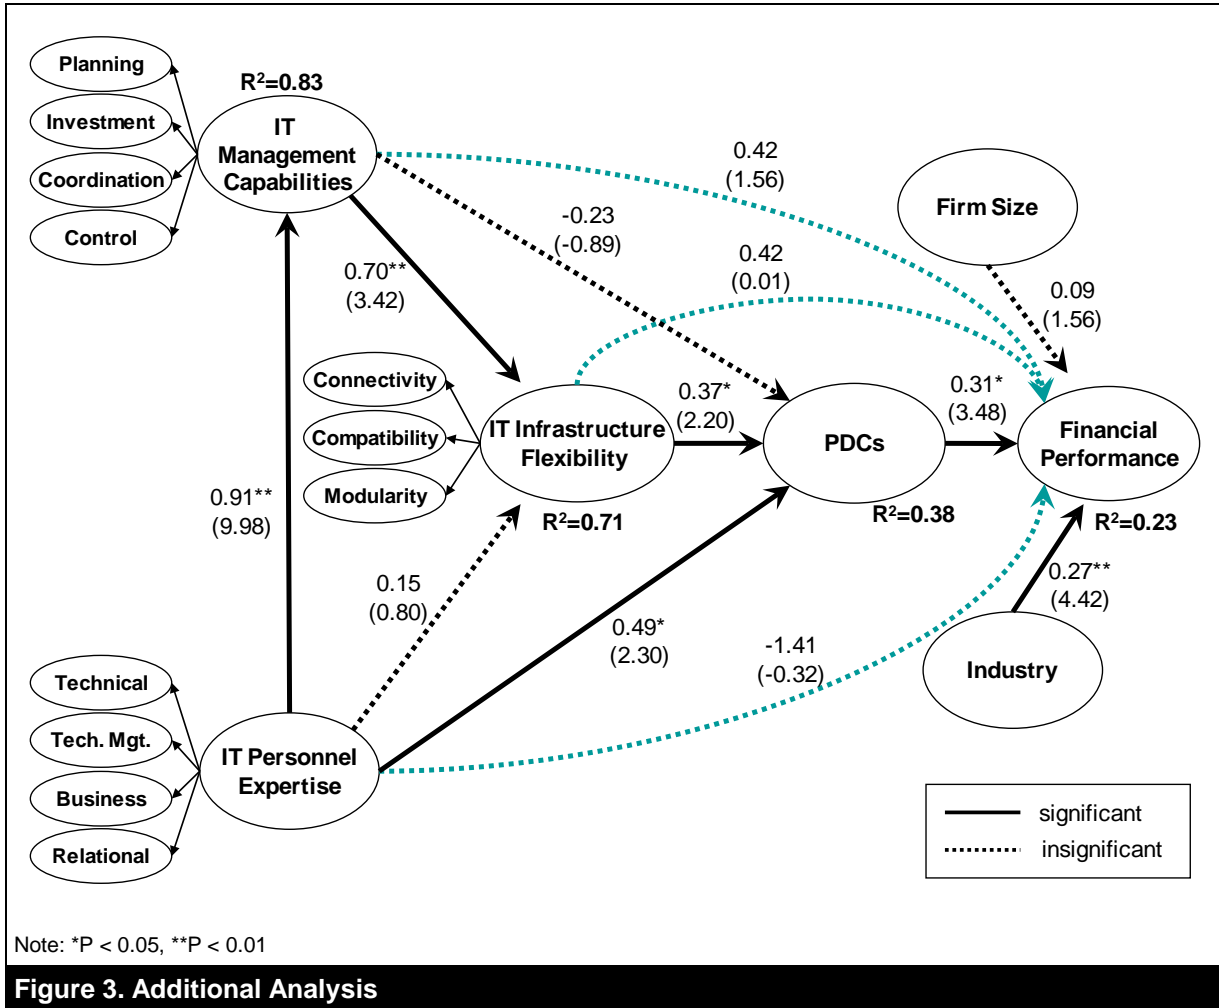 Planning
Investment
Coordination
Control
R²=0.83
IT
Management
Capabilities
0.42
(1.56)
-0.23
(-0.89)
Firm Size
0.70**
(3.42)
0.42
(0.01)
0.09
(1.56)
Connectivity
Compatibility
Modularity
IT Infrastructure
Flexibility
R²=0.71
0.37*
(2.20)
PDCs
R²=0.38
0.31*
(3.48)
Financial
Performance
R²=0.23
0.91**
(9.98)
0.15
(0.80)
0.49*
(2.30)
-1.41
(-0.32)
0.27**
(4.42)
Industry
Technical
Tech. Mgt.
Business
Relational
IT Personnel
Expertise
significant
insignificant
Note: *P < 0.05, **P < 0.01
Figure 3. Additional Analysis